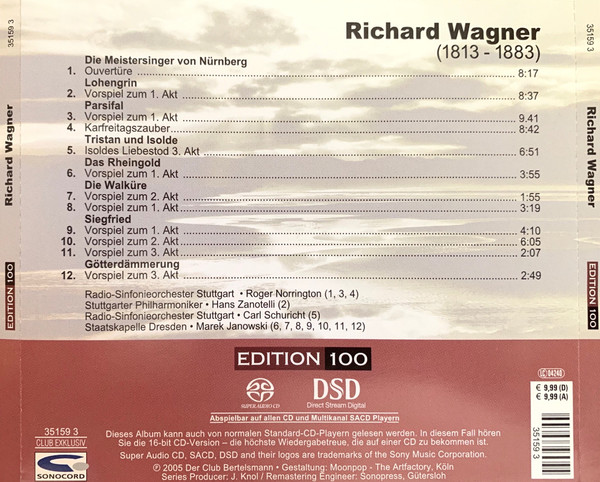 35159 3
Richard Wagner
EDITION 100
Richard Wagner
(1813 - 1883)
Die Meistersinger von Nürnberg
1. Ouvertüre 8:17
Lohengrin
2. Vorspiel zum 1. Akt 8:37
Parsifal
3. Vorspiel zum 1. Akt 9.41
4. Karfreitagszauber 8:42
Tristan und Isolde
5. Isoldes Liebestod 3. Akt 6:51
Das Rheingold
6. Vorspiel zum 1. Akt 3:55
Die Walküre
7. Vorspiel zum 2. Akt 1:55
8. Vorspiel zum 1. Akt 3:19
Siegfried
9. Vorspiel zum 1. Akt 4:10
10. Vorspiel zum 2. Akt 6:05
11. Vorspiel zum 3. Akt 2:07
Götterdämmerung
12. Vorspiel zum 3. Akt 2:49
Radio-Sinfonieorchester Stuttgart • Roger Norrington (1, 3, 4)
Stuttgarter Philharmoniker • Hans Zanotelli (2)
Radio-Sinfonieorchester Stuttgart • Carl Schuricht (5)
Staatskapelle Dresden • Marek Janowski (6, 7, 8, 9, 10, 11, 12)
EDITION 100
SUPER AUDIO CD
DSD
Direct Stream Digital
Abspielbar auf allen CD und Multikanal SACD Playern
LC 04240
€ 9,99 (D)
€ 9,99 (A)
35159 3
35159 3
CLUB EXKLUSIV
SONOCORD
Dieses Album kann auch von normalen Standard-CD-Playern gelesen werden. In diesem Fall hören
Sie die 16-bit CD-Version – die höchste Wiedergabetreue, die auf einer CD zu bekommen ist.
Super Audio CD, SACD, DSD and their logos are trademarks of the Sony Music Corporation.
℗ © 2005 Der Club Bertelsmann • Gestaltung: Moonpop - The Artfactory, Köln
Series Producer: J. Knol / Remastering Engineer: Sonopress, Gütersloh
35159 3
Richard Wagner
EDITION 100